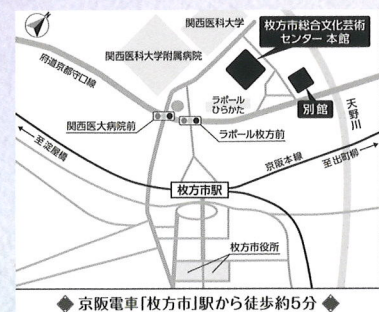 関西医科大学
枚方市総合文化芸術
センター 本館
関西医科大学附属病院
府道京都守口線
ラポール
ひらかた
別館
天野川
関西医大病院前
ラポール枚方前
至淀屋橋
京阪本線
至出町柳
枚方市駅
枚方市役所
◆ 京阪電車「枚方市」駅から徒歩約5分 ◆